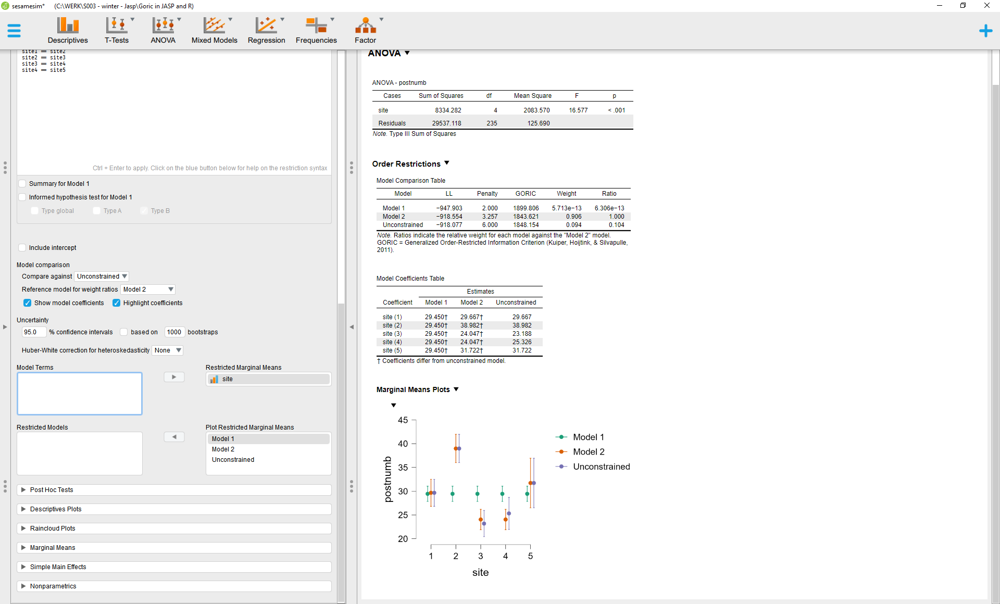 sesamesim* (C:\WERK\S003 - winter - Jasp\Goric in JASP and R)
Descriptives T-Tests ANOVA Mixed Models Regression Frequencies Factor
site1 == site2
site2 == site3
site3 == site4
site4 == site5
Ctrl + Enter to apply. Click on the blue button below for help on the restriction syntax
Summary for Model 1
Informed hypothesis test for Model 1
Type global Type A Type B
Include intercept
Model comparison
Compare against Unconstrained
Reference model for weight ratios Model 2
Show model coefficients Highlight coefficients
Uncertainty
95.0 % confidence intervals based on 1000 bootstraps
Huber-White correction for heteroskedasticity None
Model Terms
Restricted Marginal Means
site
Restricted Models
Plot Restricted Marginal Means
Model 1
Model 2
Unconstrained
Post Hoc Tests
Descriptives Plots
Raincloud Plots
Marginal Means
Simple Main Effects
Nonparametrics
ANOVA
ANOVA - postnumb
Cases Sum of Squares df Mean Square F p
site 8334.282 4 2083.570 16.577 < .001
Residuals 29537.118 235 125.690
Note. Type III Sum of Squares
Order Restrictions
Model Comparison Table
Model LL Penalty GORIC Weight Ratio
Model 1 −947.903 2.000 1899.806 5.713e−13 6.306e−13
Model 2 −918.554 3.257 1843.621 0.906 1.000
Unconstrained −918.077 6.000 1848.154 0.094 0.104
Note. Ratios indicate the relative weight for each model against the "Model 2" model.
GORIC = Generalized Order-Restricted Information Criterion (Kuiper, Hoijtink, & Silvapulle,
2011).
Model Coefficients Table
Estimates
Coefficient Model 1 Model 2 Unconstrained
site (1) 29.450† 29.667† 29.667
site (2) 29.450† 38.982† 38.982
site (3) 29.450† 24.047† 23.188
site (4) 29.450† 24.047† 25.326
site (5) 29.450† 31.722† 31.722
† Coefficients differ from unconstrained model.
Marginal Means Plots
45
40
35
30
25
20
postnumb
1 2 3 4 5
site
Model 1
Model 2
Unconstrained